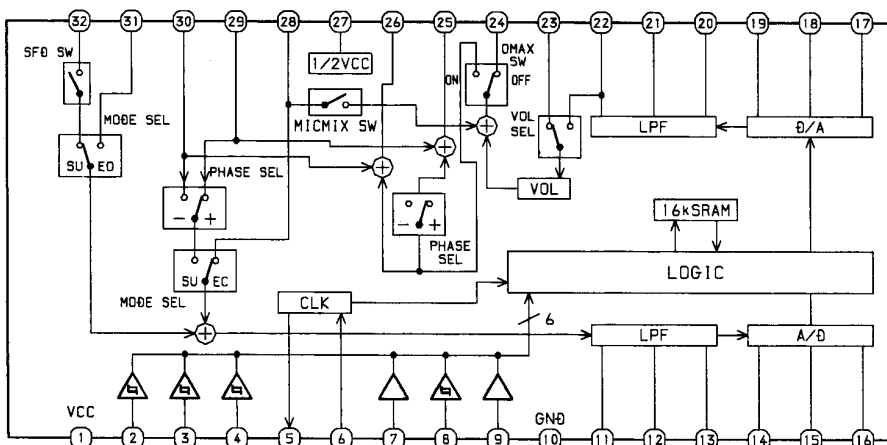 32 31 30 29 28 27 26 25 24 23 22 21 20 19 18 17
SFD SW
1/2VCC
DMAX
SW
ON
OFF
MODE SEL
MICMIX SW
VOL
SEL
LPF
D/A
SU EO
PHASE SEL
VOL
- +
- +
16kSRAM
PHASE
SEL
LOGIC
SU EC
MODE SEL
CLK
6
LPF
A/D
VCC
GND
1 2 3 4 5 6 7 8 9 10 11 12 13 14 15 16